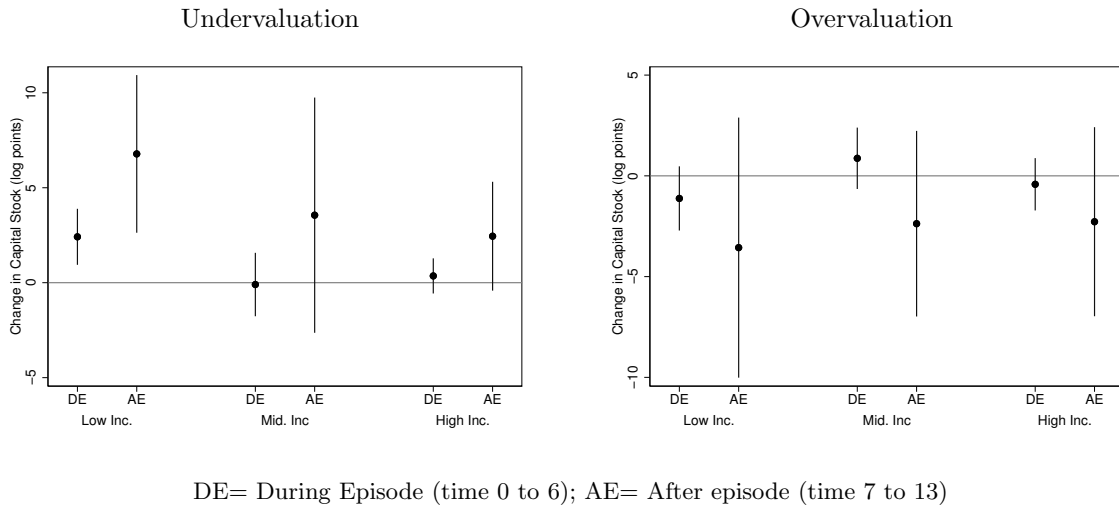 Undervaluation
Overvaluation
Change in Capital Stock (log points)
10
5
0
−5
DE AE DE AE DE AE
Low Inc. Mid. Inc High Inc.
Change in Capital Stock (log points)
5
0
−5
−10
DE AE DE AE DE AE
Low Inc. Mid. Inc High Inc.
DE= During Episode (time 0 to 6); AE= After episode (time 7 to 13)